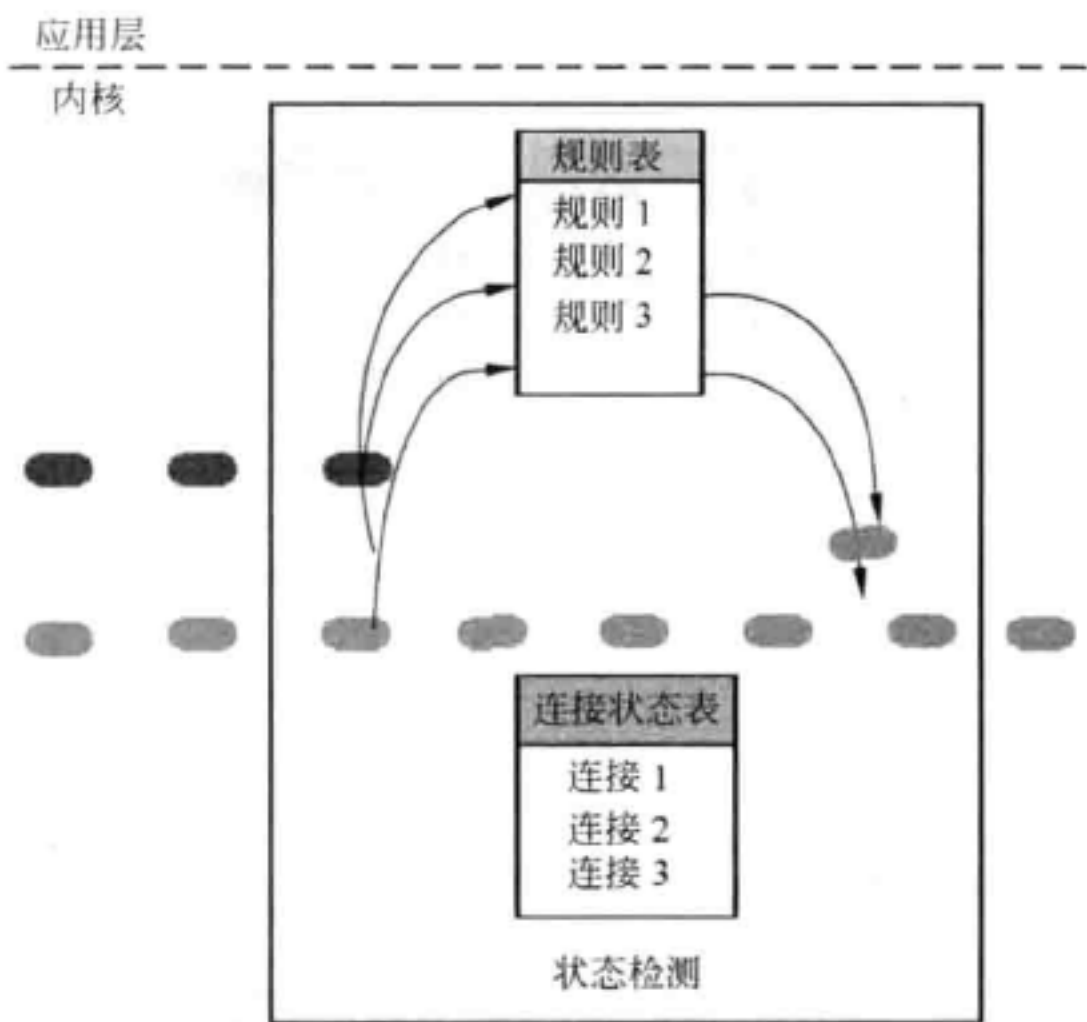 应用层
内核
规则表
规则 1
规则 2
规则 3
连接状态表
连接 1
连接 2
连接 3
状态检测